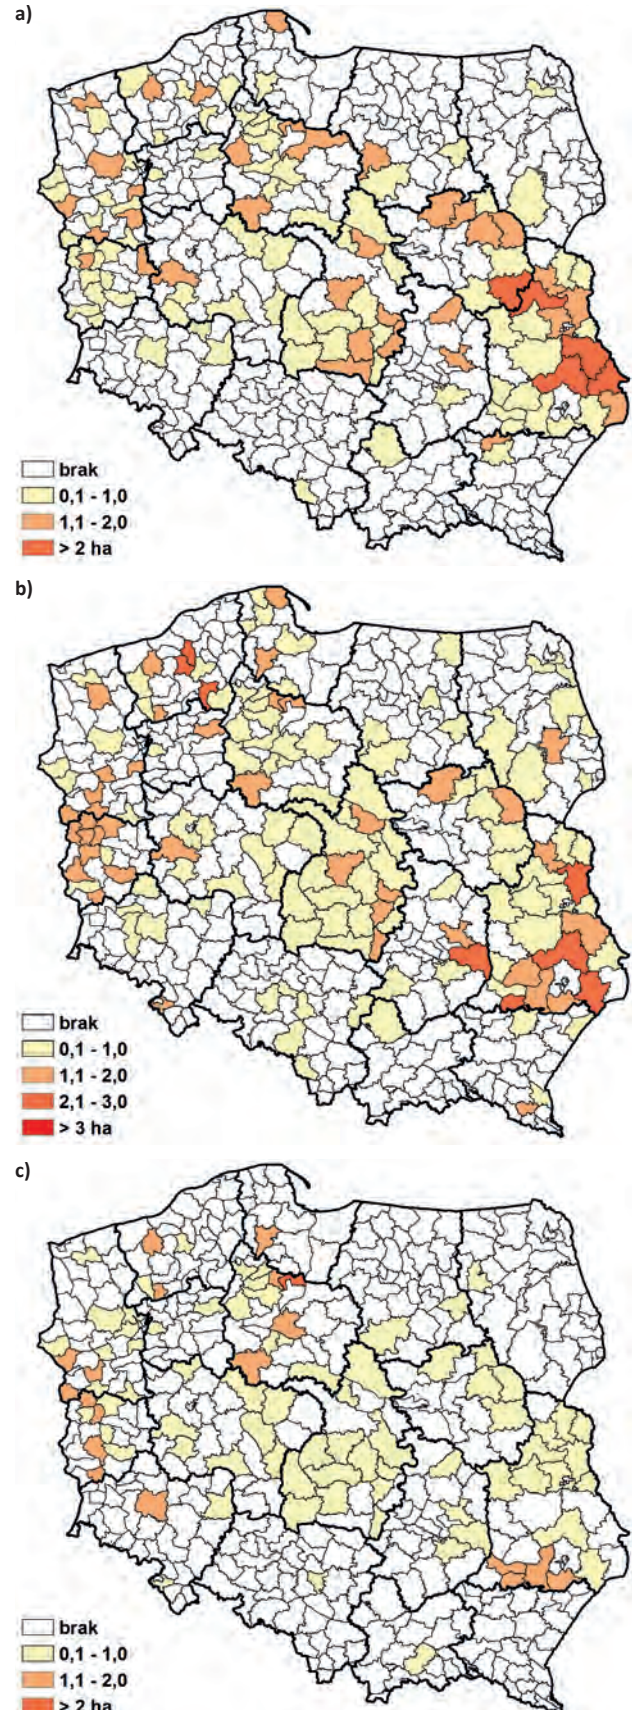 a)
brak
0,1 - 1,0
1,1 - 2,0
> 2 ha
b)
brak
0,1 - 1,0
1,1 - 2,0
2,1 - 3,0
> 3 ha
c)
brak
0,1 - 1,0
1,1 - 2,0
> 2 ha